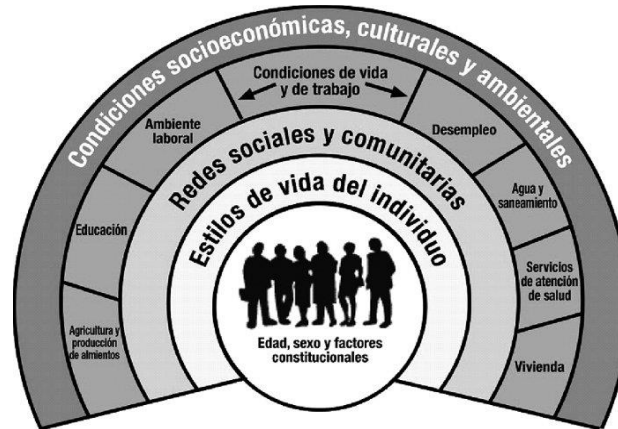 Condiciones socioeconómicas, culturales y ambientales
Condiciones de vida
y de trabajo
Ambiente
laboral
Desempleo
Redes sociales y comunitarias
Agua y
saneamiento
Educación
Estilos de vida del individuo
Servicios
de atención
de salud
Agricultura y
producción
de almientos
Edad, sexo y factores
constitucionales
Vivienda